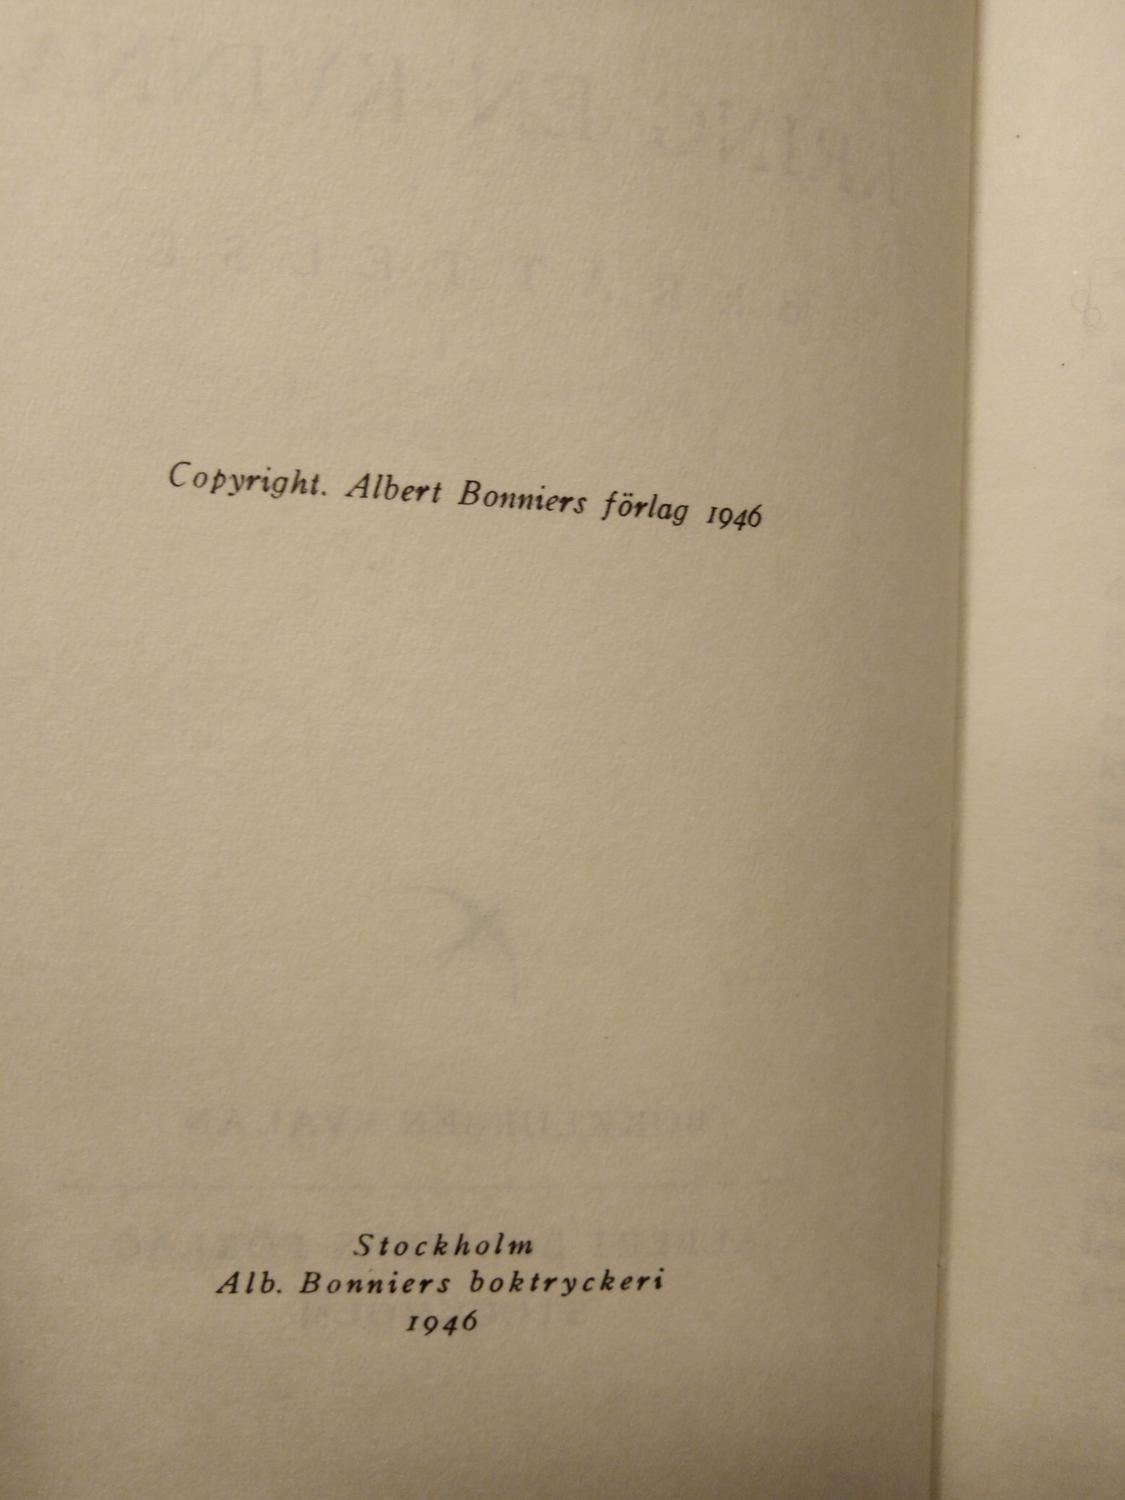 Copyright. Albert Bonniers förlag 1946
Stockholm
Alb. Bonniers boktryckeri
1946